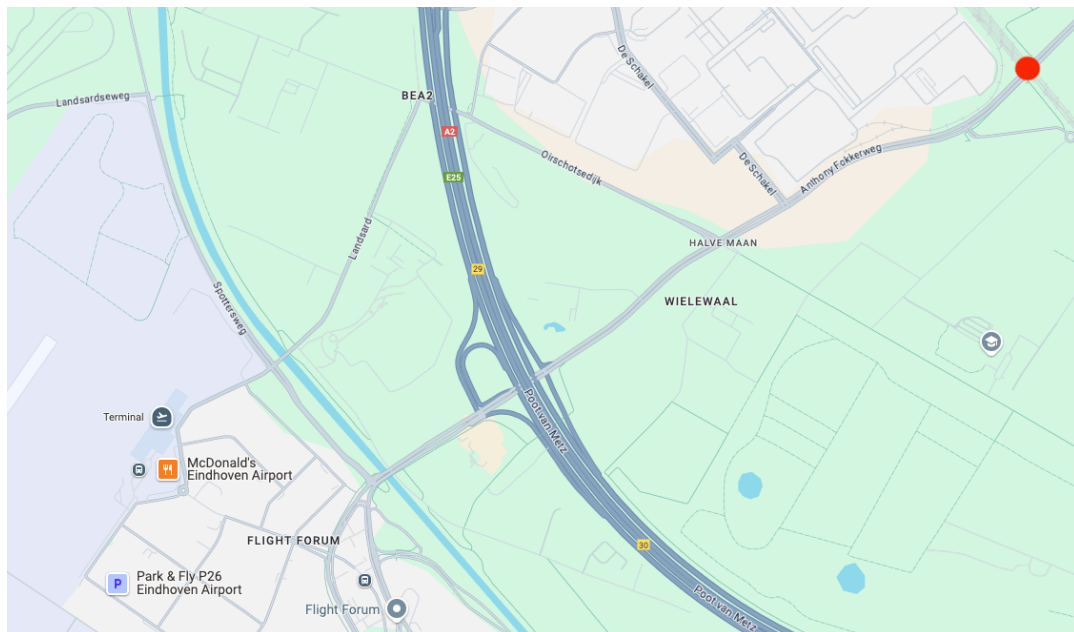 De Schakel
BEA2
Landsardseweg
A2
Oirschotsedijk
De Schakel
Anthony Fokkerweg
E25
Landsard
HALVE MAAN
29
WIELEWAAL
Spottersweg
Poot van Metz
Terminal
McDonald's
Eindhoven Airport
FLIGHT FORUM
30
P
Park & Fly P26
Eindhoven Airport
Flight Forum
Poot van Metz